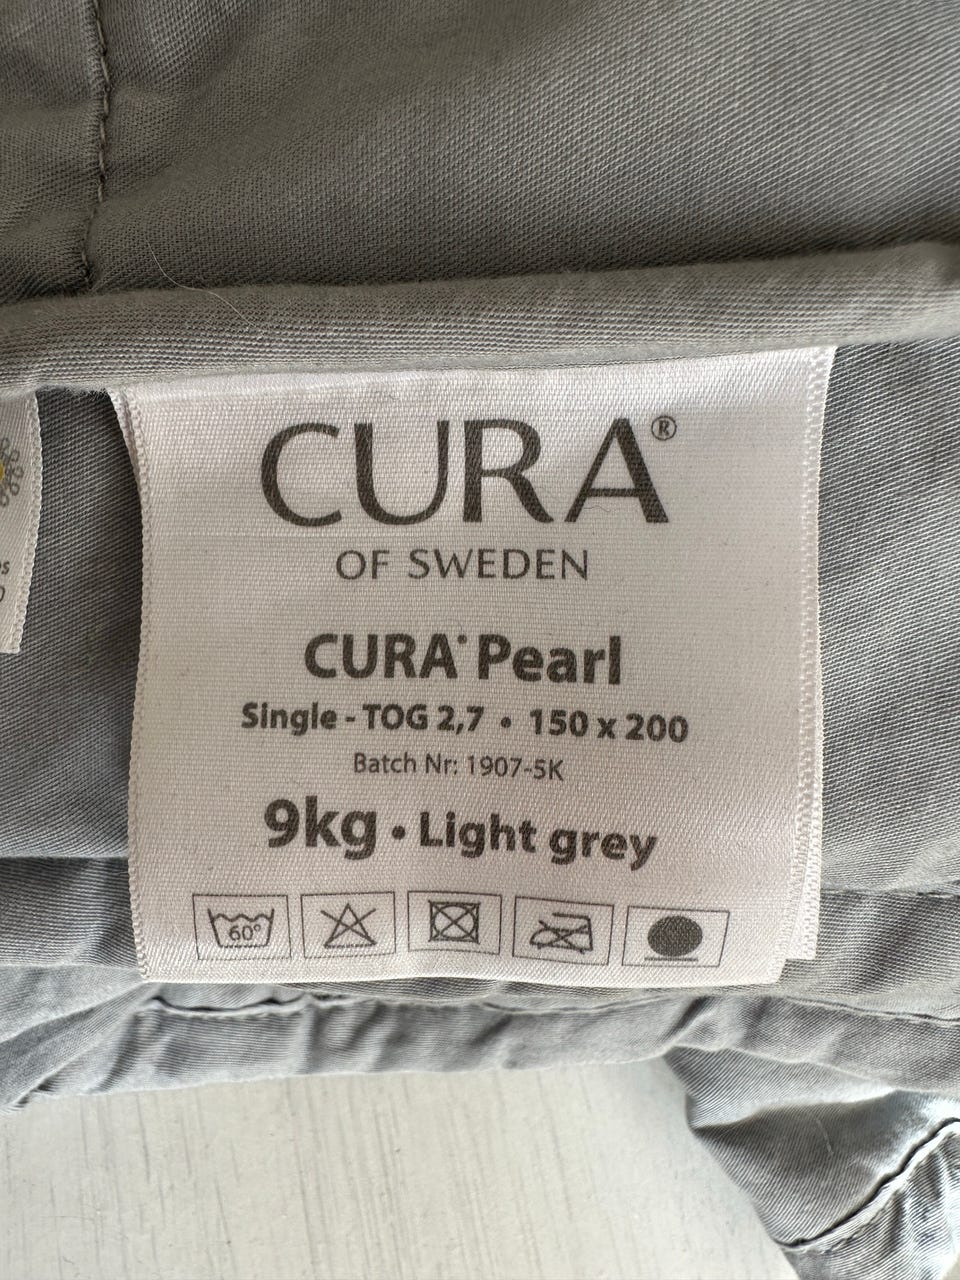 CURA®
OF SWEDEN
CURA® Pearl
Single - TOG 2,7 • 150 x 200
Batch Nr: 1907-5K
9kg • Light grey
60°